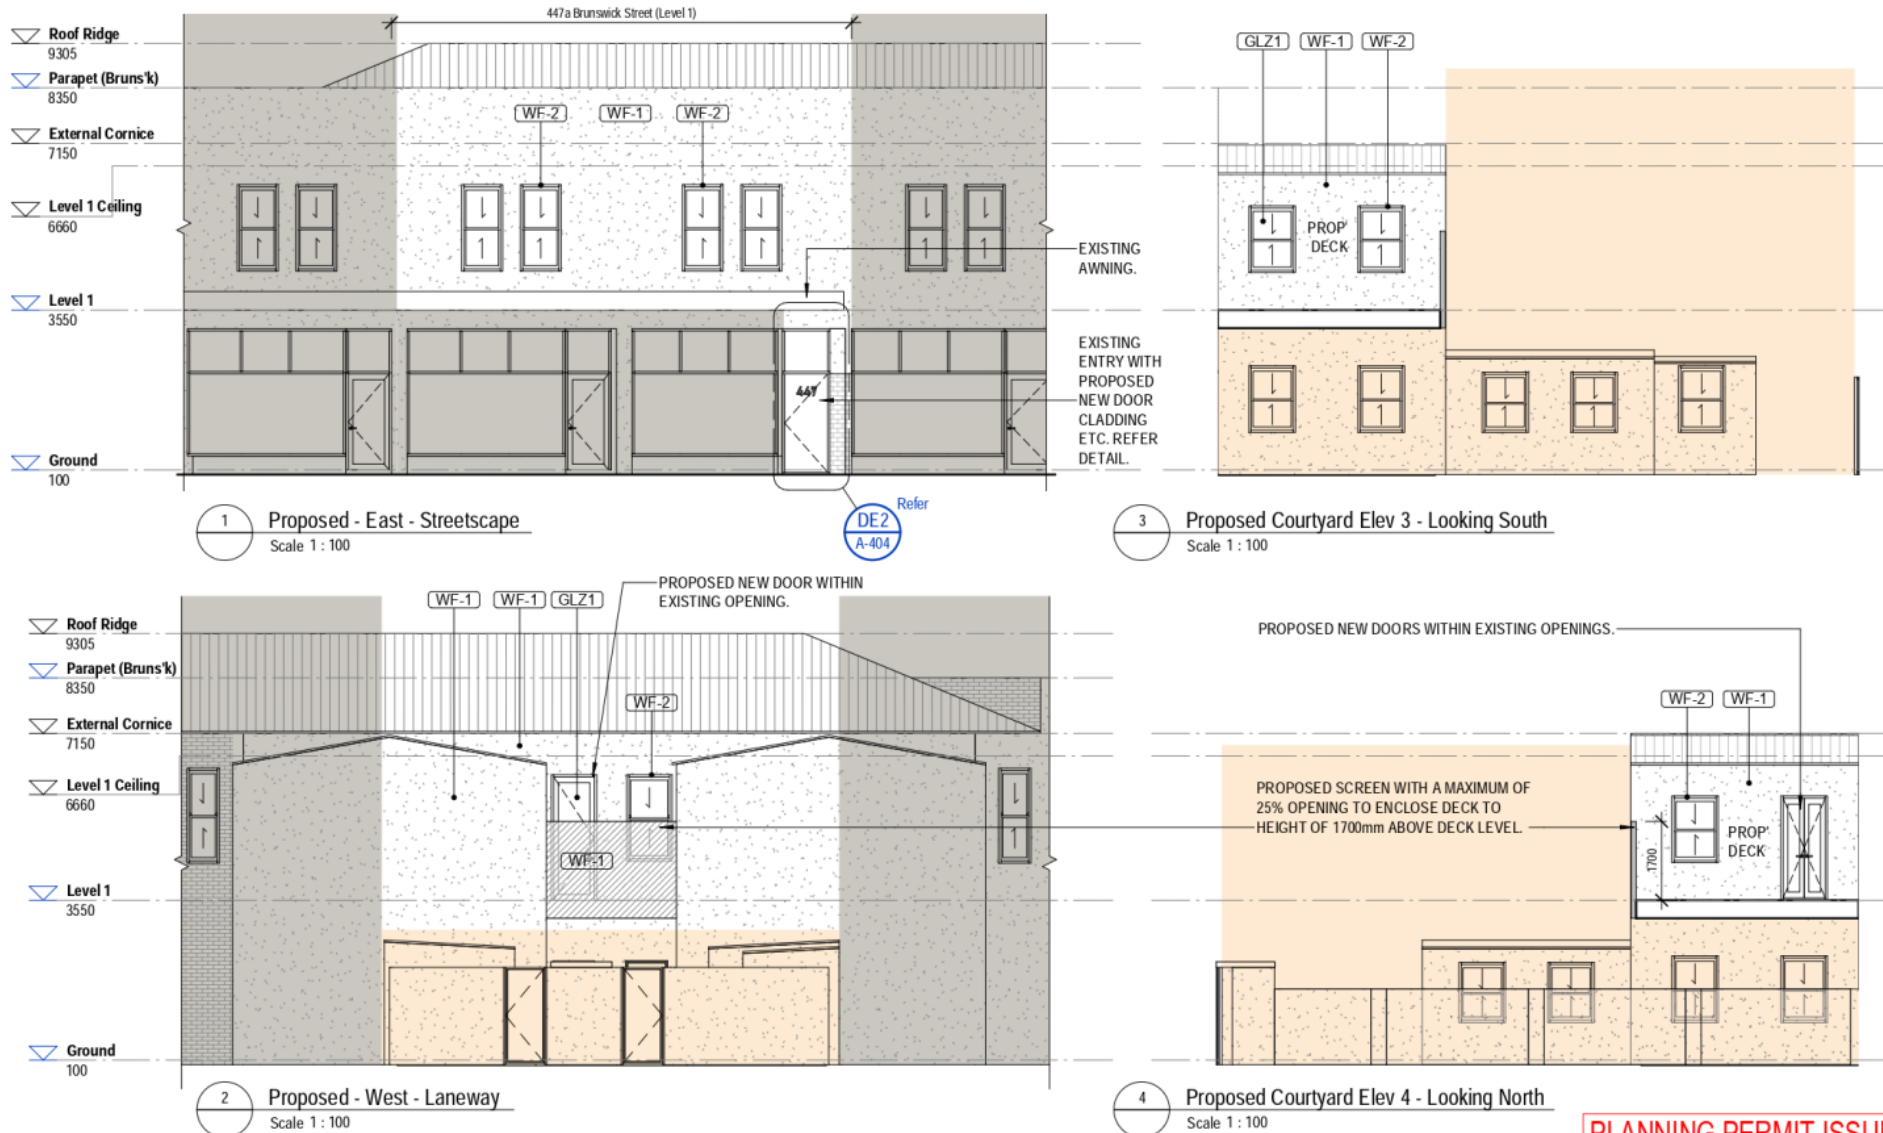 447a Brunswick Street (Level 1)
Roof Ridge
9305
Parapet (Bruns'k)
8350
External Cornice
7150
Level 1 Ceiling
6660
Level 1
3550
Ground
100
WF-2
WF-1
WF-2
EXISTING
AWNING.
EXISTING
ENTRY WITH
PROPOSED
NEW DOOR
CLADDING
ETC. REFER
DETAIL.
1
Proposed - East - Streetscape
Scale 1 : 100
Refer
DE2
A-404
GLZ1
WF-1
WF-2
PROP'
DECK
3
Proposed Courtyard Elev 3 - Looking South
Scale 1 : 100
Roof Ridge
9305
Parapet (Bruns'k)
8350
External Cornice
7150
Level 1 Ceiling
6660
Level 1
3550
Ground
100
WF-1
WF-1
GLZ1
PROPOSED NEW DOOR WITHIN
EXISTING OPENING.
WF-2
WF-1
2
Proposed - West - Laneway
Scale 1 : 100
PROPOSED NEW DOORS WITHIN EXISTING OPENINGS.
WF-2
WF-1
PROPOSED SCREEN WITH A MAXIMUM OF
25% OPENING TO ENCLOSE DECK TO
HEIGHT OF 1700mm ABOVE DECK LEVEL.
1700
PROP'
DECK
4
Proposed Courtyard Elev 4 - Looking North
Scale 1 : 100
PLANNING PERMIT